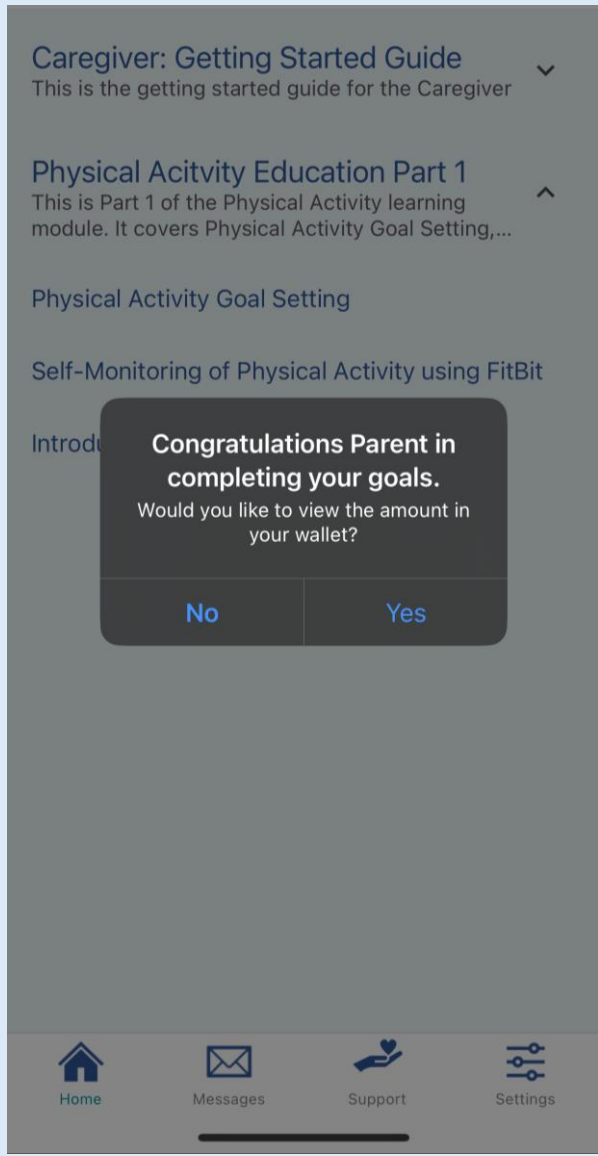 Caregiver: Getting Started Guide
This is the getting started guide for the Caregiver
Physical Acitvity Education Part 1
This is Part 1 of the Physical Activity learning
module. It covers Physical Activity Goal Setting,...
Physical Activity Goal Setting
Self-Monitoring of Physical Activity using FitBit
Congratulations Parent in
completing your goals.
Would you like to view the amount in
your wallet?
No Yes
Home Messages Support Settings